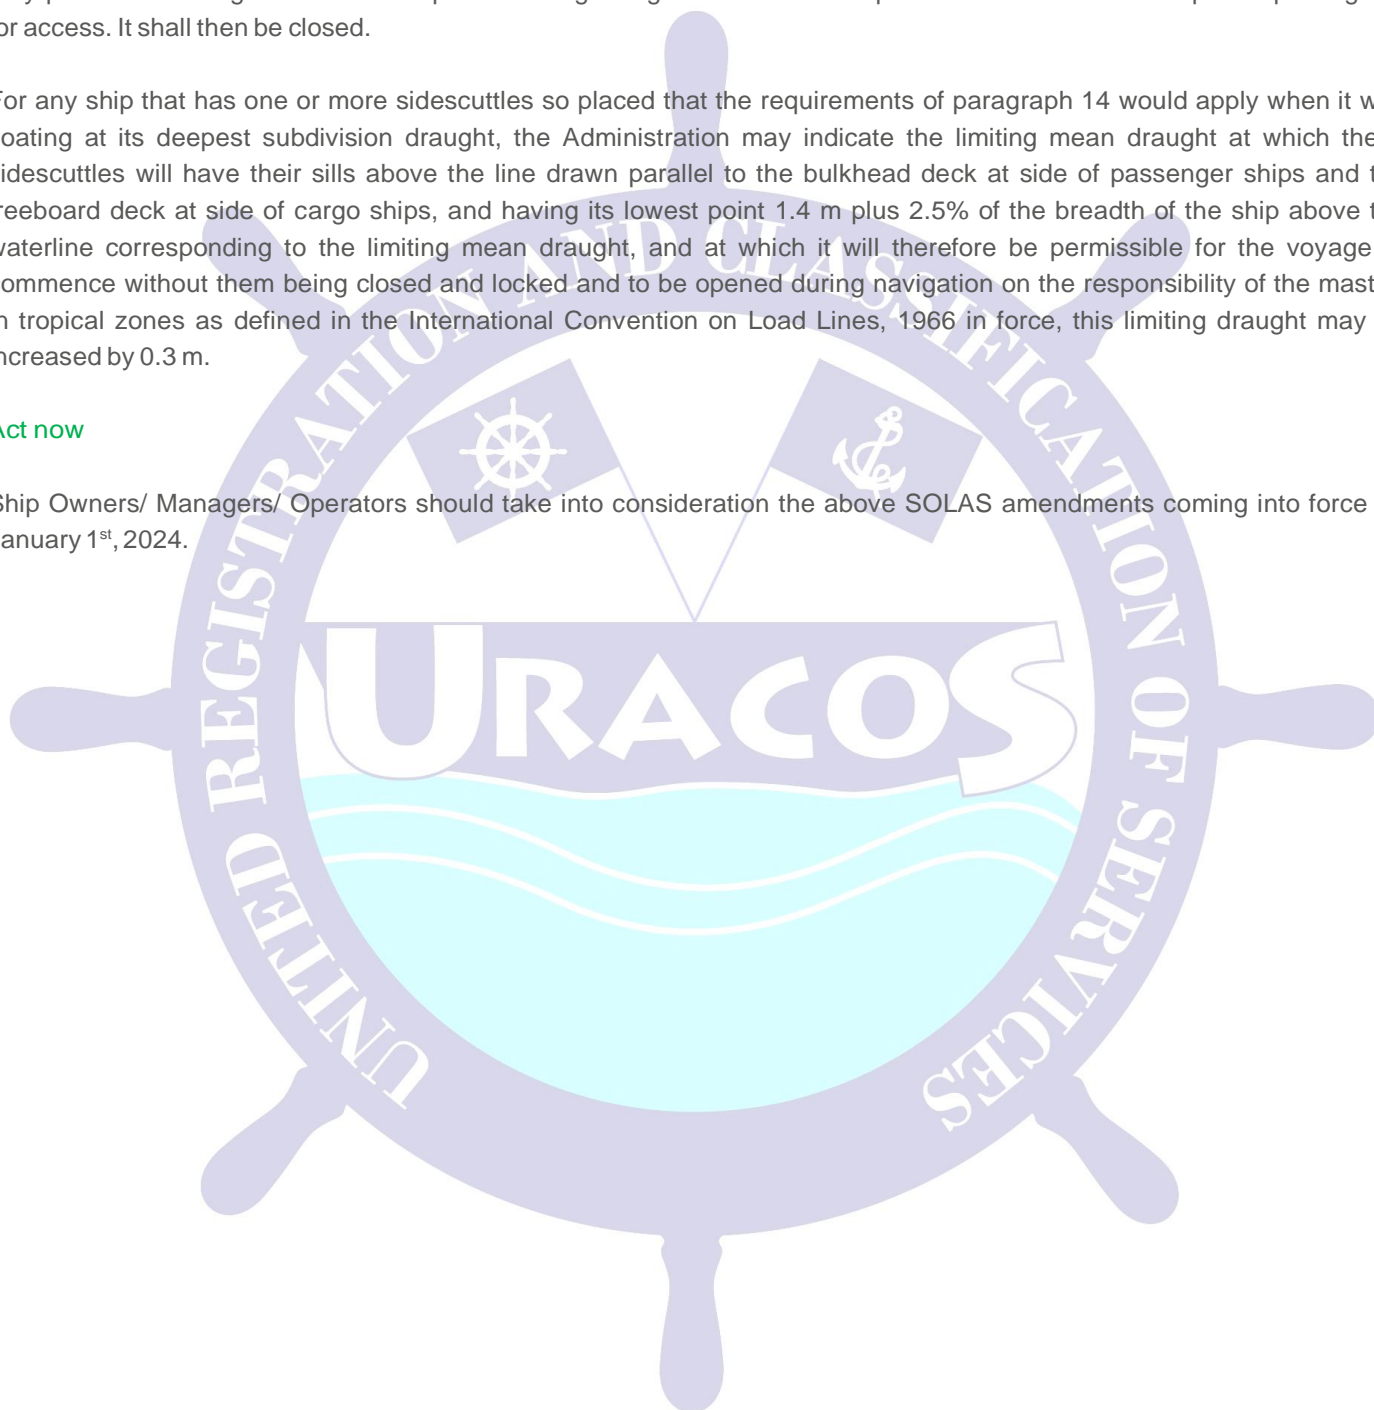 or access. It shall then be closed.
or any ship that has one or more sidescuttles so placed that the requirements of paragraph 14 would apply when it w
oating at its deepest subdivision draught, the Administration may indicate the limiting mean draught at which the
idescuttles will have their sills above the line drawn parallel to the bulkhead deck at side of passenger ships and t
reeboard deck at side of cargo ships, and having its lowest point 1.4 m plus 2.5% of the breadth of the ship above t
waterline corresponding to the limiting mean draught, and at which it will therefore be permissible for the voyage
ommence without them being closed and locked and to be opened during navigation on the responsibility of the mast
n tropical zones as defined in the International Convention on Load Lines, 1966 in force, this limiting draught may
ncreased by 0.3 m.
Act now
Ship Owners/ Managers/ Operators should take into consideration the above SOLAS amendments coming into force
anuary 1st, 2024.
UNITED REGISTRATION AND CLASSIFICATION OF SERVICES
URACOS